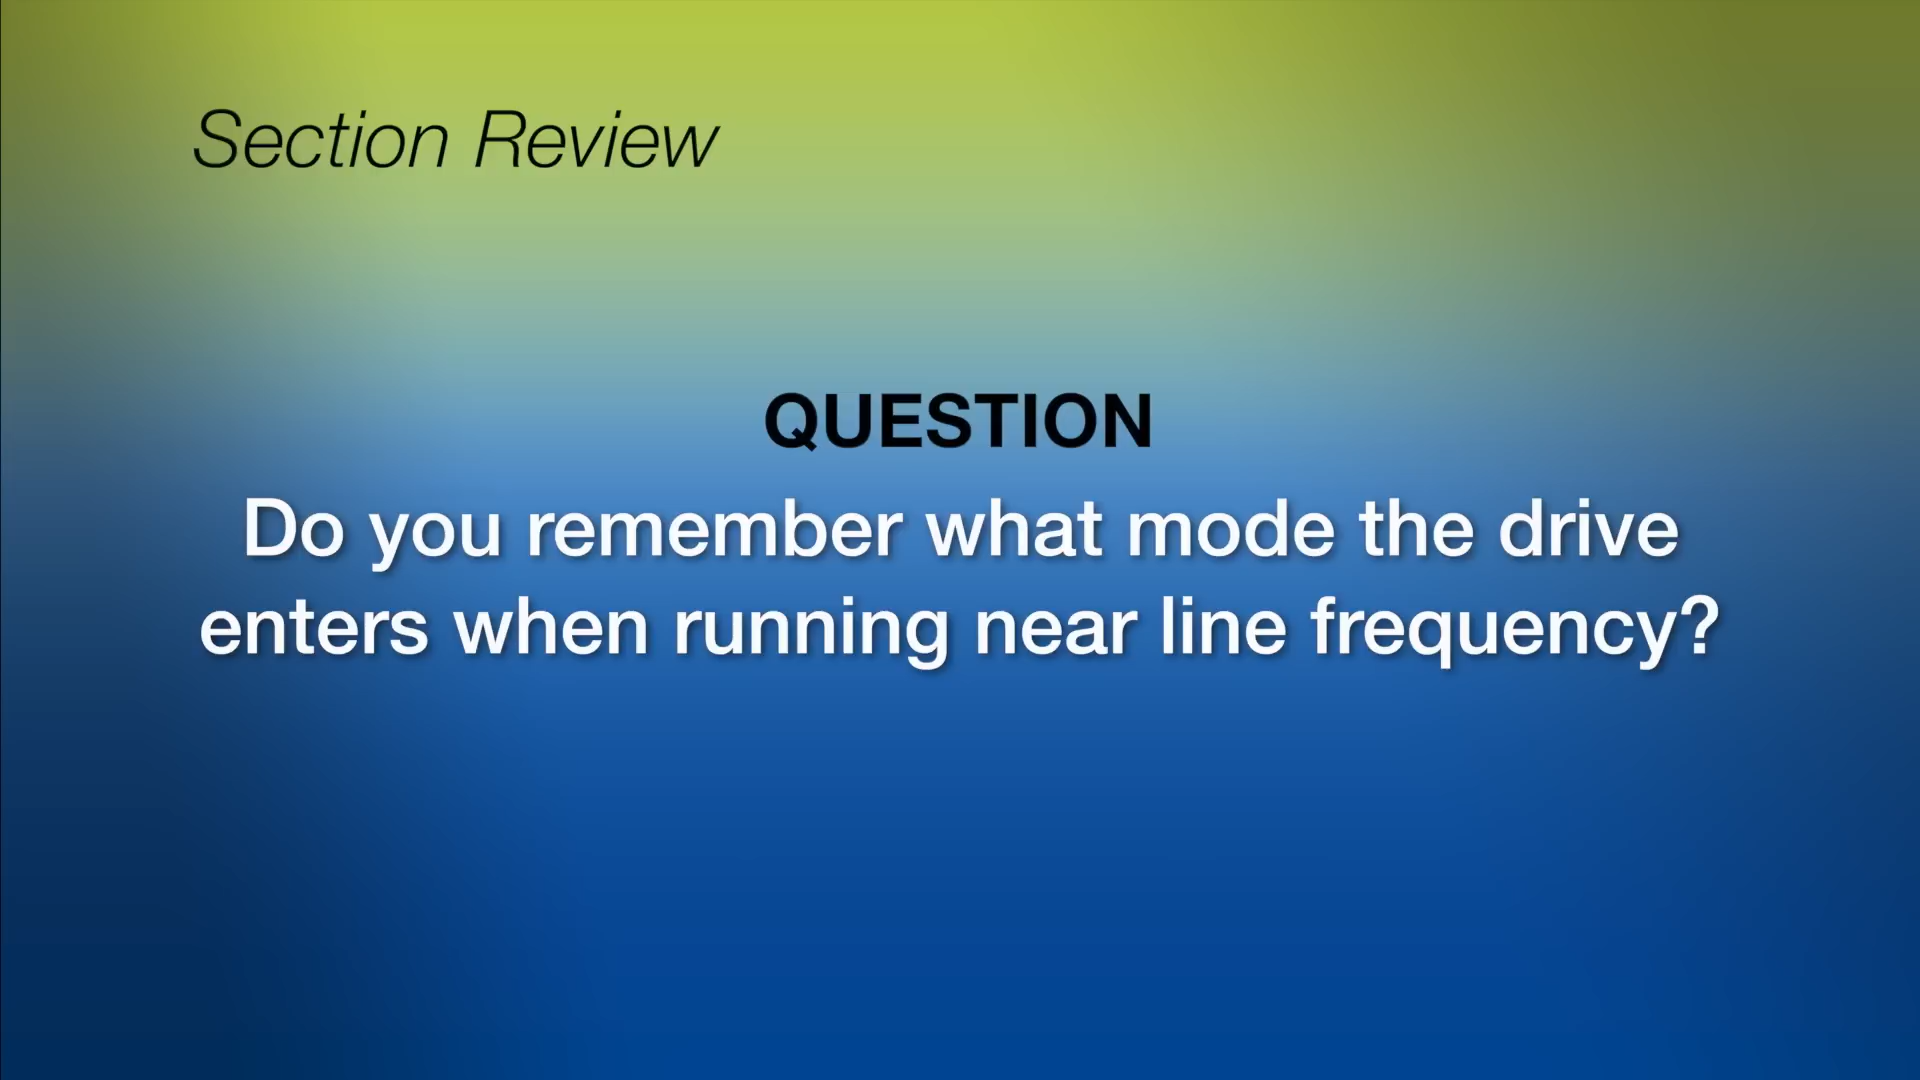 Section Review
QUESTION
Do you remember what mode the drive
enters when running near line frequency?